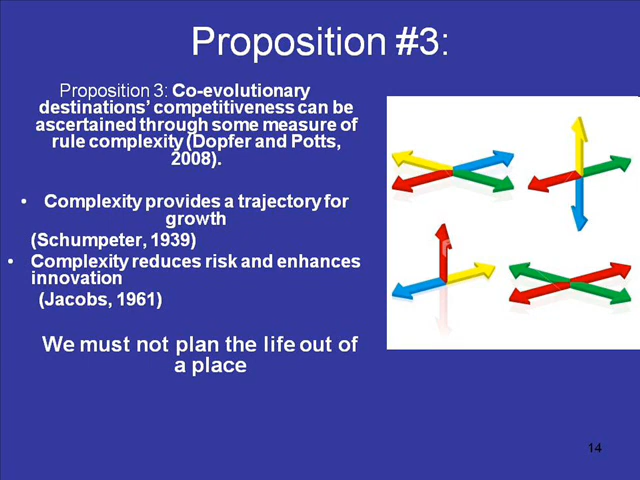 Proposition #3:
Proposition 3: Co-evolutionary
destinations' competitiveness can be
ascertained through some measure of
rule complexity (Dopfer and Potts,
2008).
• Complexity provides a trajectory for
growth
(Schumpeter, 1939)
• Complexity reduces risk and enhances
innovation
(Jacobs, 1961)
We must not plan the life out of
a place
14